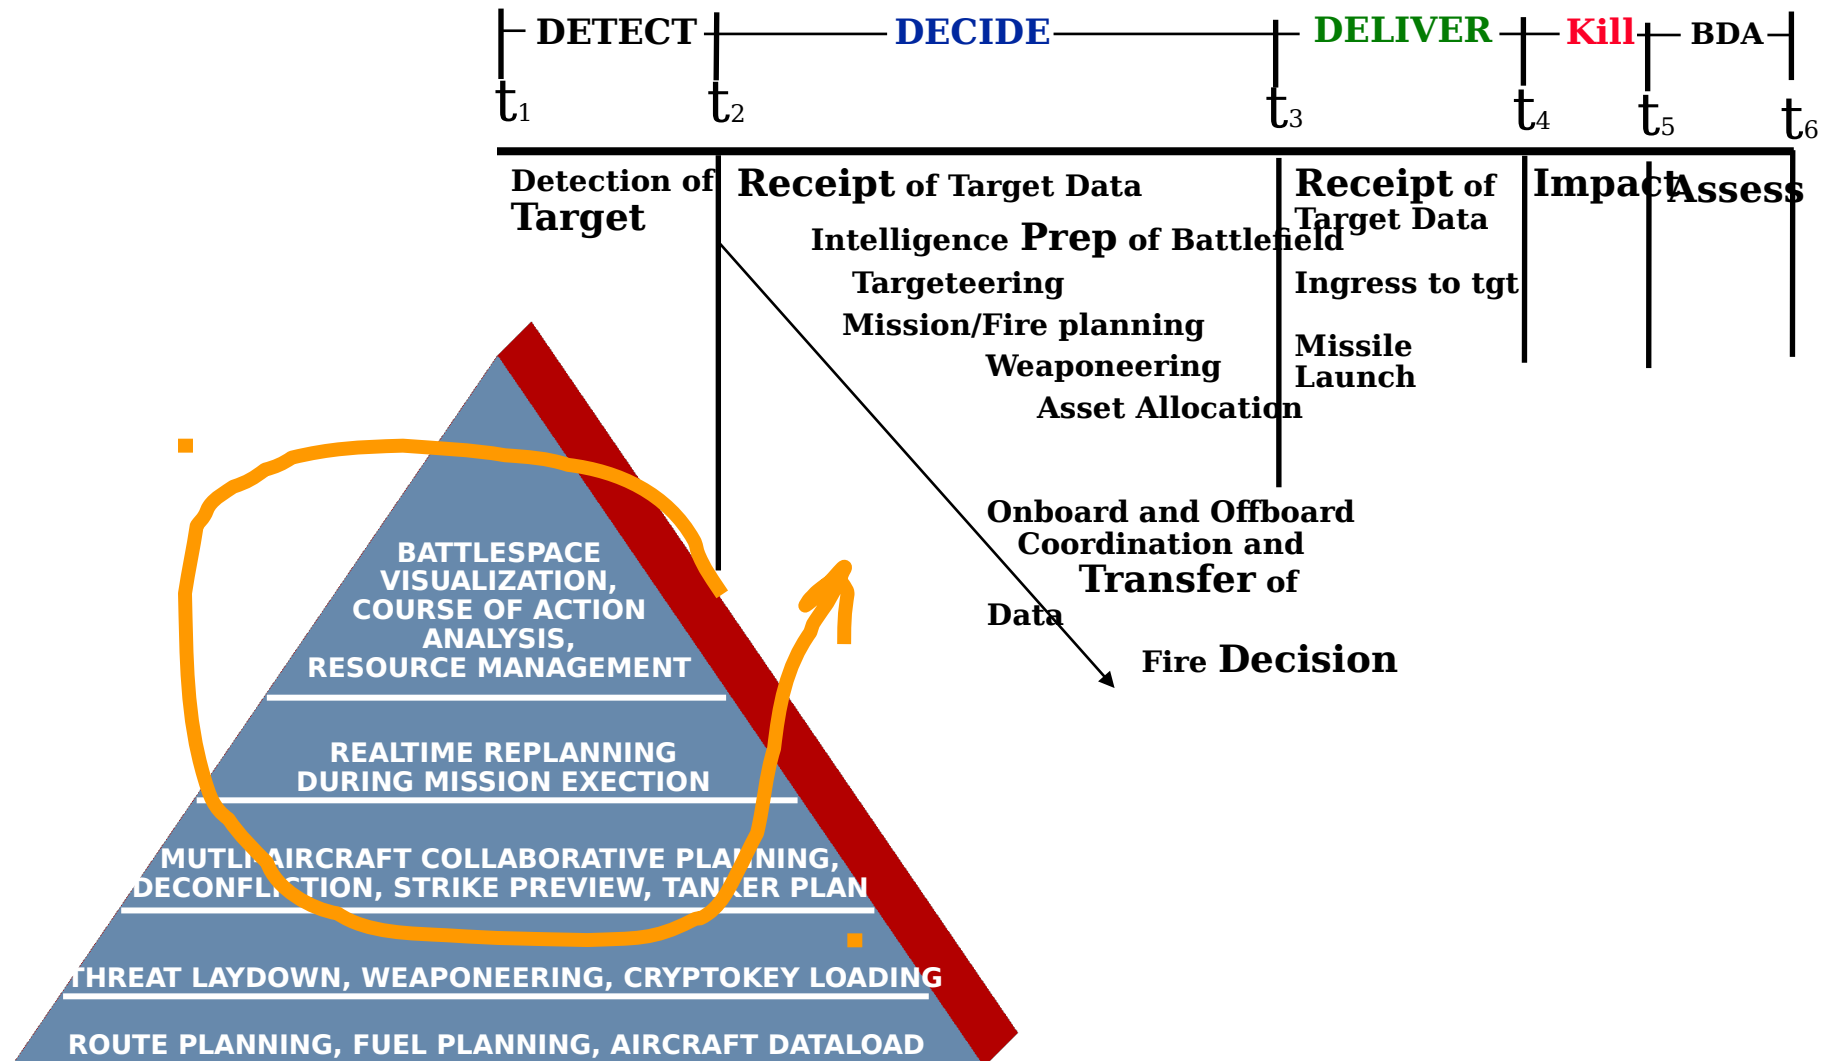 DETECT
DECIDE
DELIVER
Kill
BDA
t1
t2
t3
t4
t5
t6
Detection of
Target
Receipt of Target Data
Intelligence Prep of Battlefield
Targeteering
Mission/Fire planning
Weaponeering
Asset Allocation
Onboard and Offboard
Coordination and
Transfer of
Data
Fire Decision
Receipt of
Target Data
Ingress to tgt
Missile
Launch
Impact
Assess
BATTLESPACE
VISUALIZATION,
COURSE OF ACTION
ANALYSIS,
RESOURCE MANAGEMENT
REALTIME REPLANNING
DURING MISSION EXECTION
MUTLI-AIRCRAFT COLLABORATIVE PLANNING,
DECONFLICTION, STRIKE PREVIEW, TANKER PLAN
THREAT LAYDOWN, WEAPONEERING, CRYPTOKEY LOADING
ROUTE PLANNING, FUEL PLANNING, AIRCRAFT DATALOAD